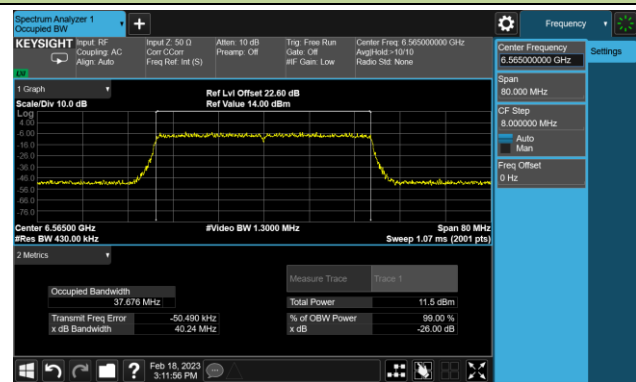 Spectrum Analyzer 1
Occupied BW
Frequency
KEYSIGHT
Input: RF
Coupling: AC
Align: Auto
Input Z: 50 Ω
Corr CCorr
Freq Ref: Int (S)
Atten: 10 dB
Preamp: Off
Trig: Free Run
Gate: Off
#IF Gain: Low
Center Freq: 6.565000000 GHz
Avg|Hold:>10/10
Radio Std: None
LXI
Center Frequency
6.565000000 GHz
Settings
Span
80.000 MHz
CF Step
8.000000 MHz
Auto
Man
Freq Offset
0 Hz
1 Graph
Scale/Div 10.0 dB
Ref Lvl Offset 22.60 dB
Ref Value 14.00 dBm
Log
4.00
-6.00
-16.0
-26.0
-36.0
-46.0
-56.0
-66.0
-76.0
Center 6.56500 GHz
#Res BW 430.00 kHz
#Video BW 1.3000 MHz
Span 80 MHz
Sweep 1.07 ms (2001 pts)
2 Metrics
Measure Trace
Trace 1
Occupied Bandwidth
37.676 MHz
Total Power
11.5 dBm
Transmit Freq Error
-50.490 kHz
% of OBW Power
99.00 %
x dB Bandwidth
40.24 MHz
x dB
-26.00 dB
Feb 18, 2023
3:11:56 PM